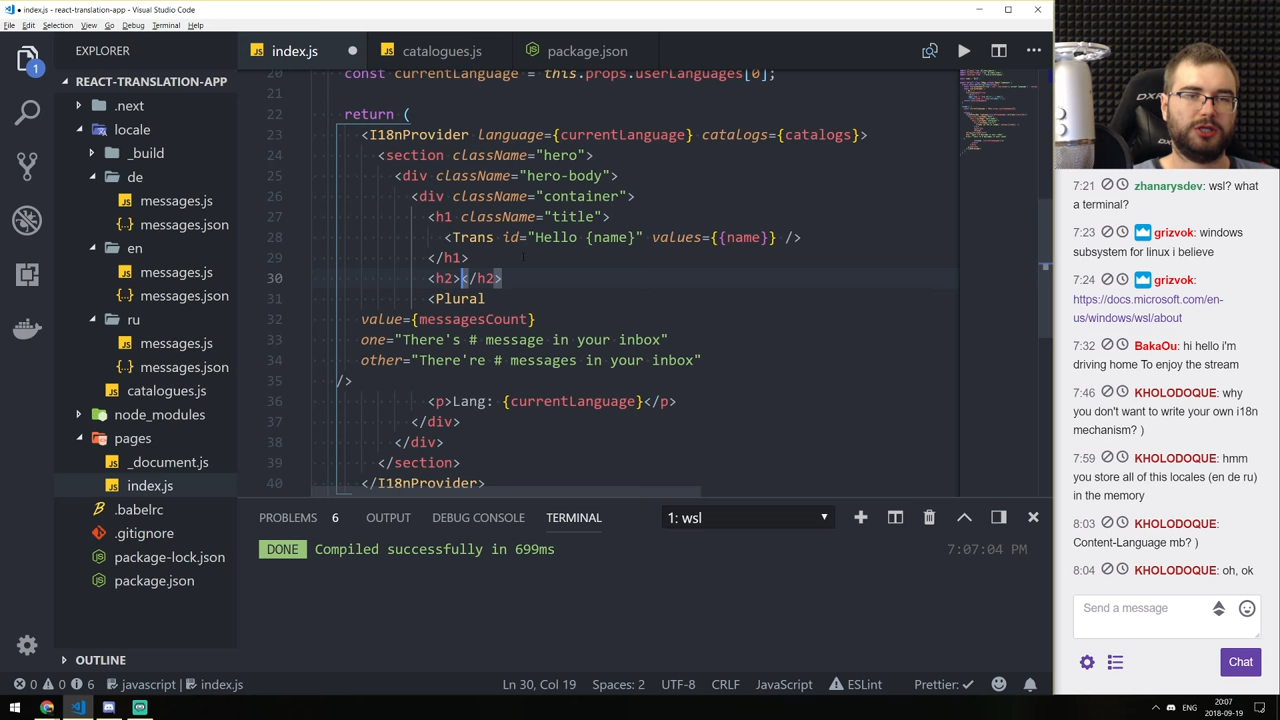 index.js - react-translation-app - Visual Studio Code
File Edit Selection View Go Debug Terminal Help
EXPLORER
index.js
catalogues.js
package.json
1
REACT-TRANSLATION-APP
.next
locale
_build
de
messages.js
messages.json
en
messages.js
messages.json
ru
messages.js
messages.json
catalogues.js
node_modules
pages
_document.js
index.js
.babelrc
.gitignore
package-lock.json
package.json
OUTLINE
20 const currentLanguage = this.props.userLanguages[0];
21
22 return (
23 <I18nProvider language={currentLanguage} catalogs={catalogs}>
24 <section className="hero">
25 <div className="hero-body">
26 <div className="container">
27 <h1 className="title">
28 <Trans id="Hello {name}" values={{name}} />
29 </h1>
30 <h2></h2>
31 <Plural
32 value={messagesCount}
33 one="There's # message in your inbox"
34 other="There're # messages in your inbox"
35 />
36 <p>Lang: {currentLanguage}</p>
37 </div>
38 </div>
39 </section>
40 </I18nProvider>
PROBLEMS 6 OUTPUT DEBUG CONSOLE TERMINAL 1: wsl
DONE Compiled successfully in 699ms 7:07:04 PM
0 0 6 javascript | index.js Ln 30, Col 19 Spaces: 2 UTF-8 CRLF JavaScript ESLint Prettier: ✓
ENG
20:07
2018-09-19
DXR
7:21 zhanarysdev: wsl? what
a terminal?
7:23 grizvok: windows
subsystem for linux i believe
7:24 grizvok:
https://docs.microsoft.com/en-
us/windows/wsl/about
7:32 BakaOu: hi hello i'm
driving home To enjoy the stream
7:46 KHOLODOQUE: why
you don't want to write your own i18n
mechanism? )
7:59 KHOLODOQUE: hmm
you store all of this locales (en de ru)
in the memory
8:03 KHOLODOQUE:
Content-Language mb? )
8:04 KHOLODOQUE: oh, ok
Send a message
Chat